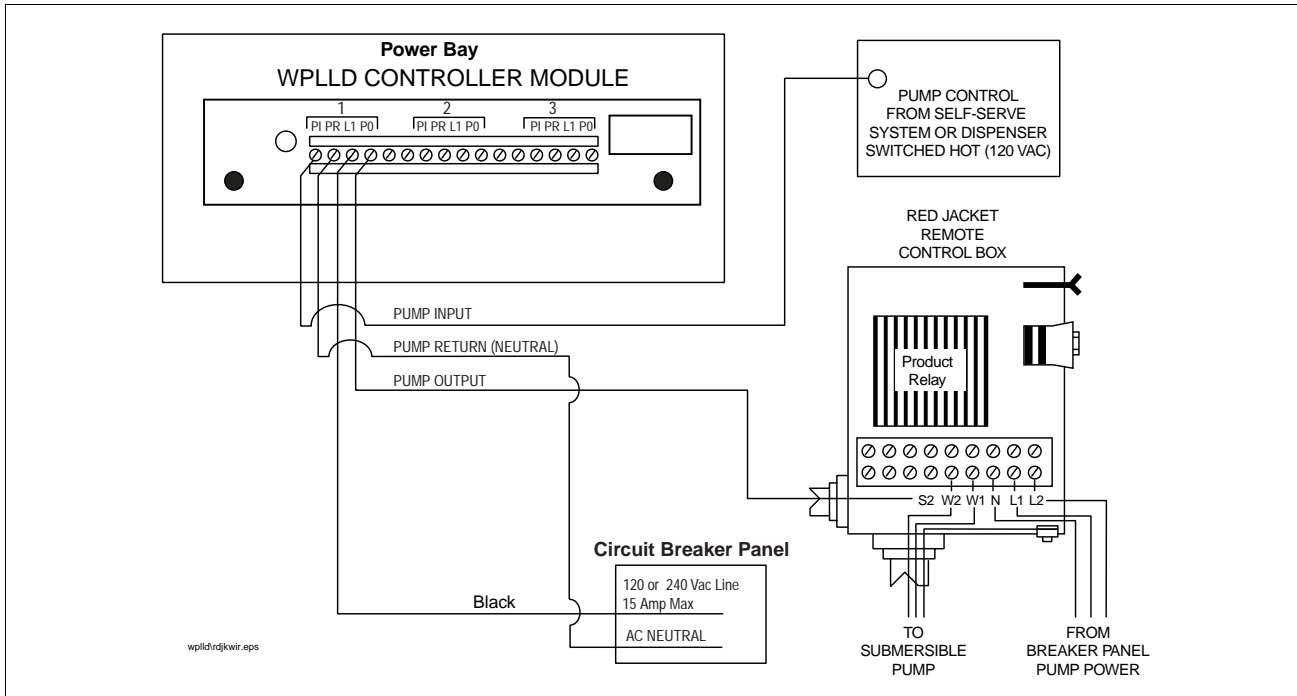 Power Bay
WPLLD CONTROLLER MODULE
1
2
3
PI PR L1 P0
PI PR L1 P0
PI PR L1 P0
PUMP CONTROL
FROM SELF-SERVE
SYSTEM OR DISPENSER
SWITCHED HOT (120 VAC)
RED JACKET
REMOTE
CONTROL BOX
PUMP INPUT
PUMP RETURN (NEUTRAL)
PUMP OUTPUT
Product
Relay
S2 W2 W1 N L1 L2
Circuit Breaker Panel
120 or 240 Vac Line
15 Amp Max
Black
AC NEUTRAL
TO
SUBMERSIBLE
PUMP
FROM
BREAKER PANEL
PUMP POWER
wplld\rdjkwir.eps